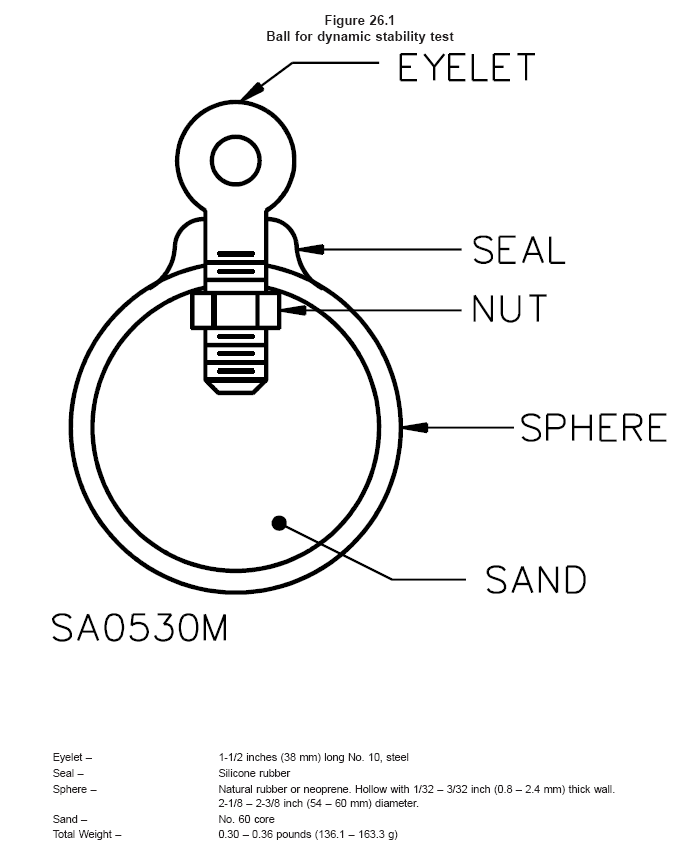 Figure 26.1
Ball for dynamic stability test
EYELET
SEAL
NUT
SPHERE
SAND
SA0530M
Eyelet – 1-1/2 inches (38 mm) long No. 10, steel
Seal – Silicone rubber
Sphere – Natural rubber or neoprene. Hollow with 1/32 – 3/32 inch (0.8 – 2.4 mm) thick wall.
2-1/8 – 2-3/8 inch (54 – 60 mm) diameter.
Sand – No. 60 core
Total Weight – 0.30 – 0.36 pounds (136.1 – 163.3 g)